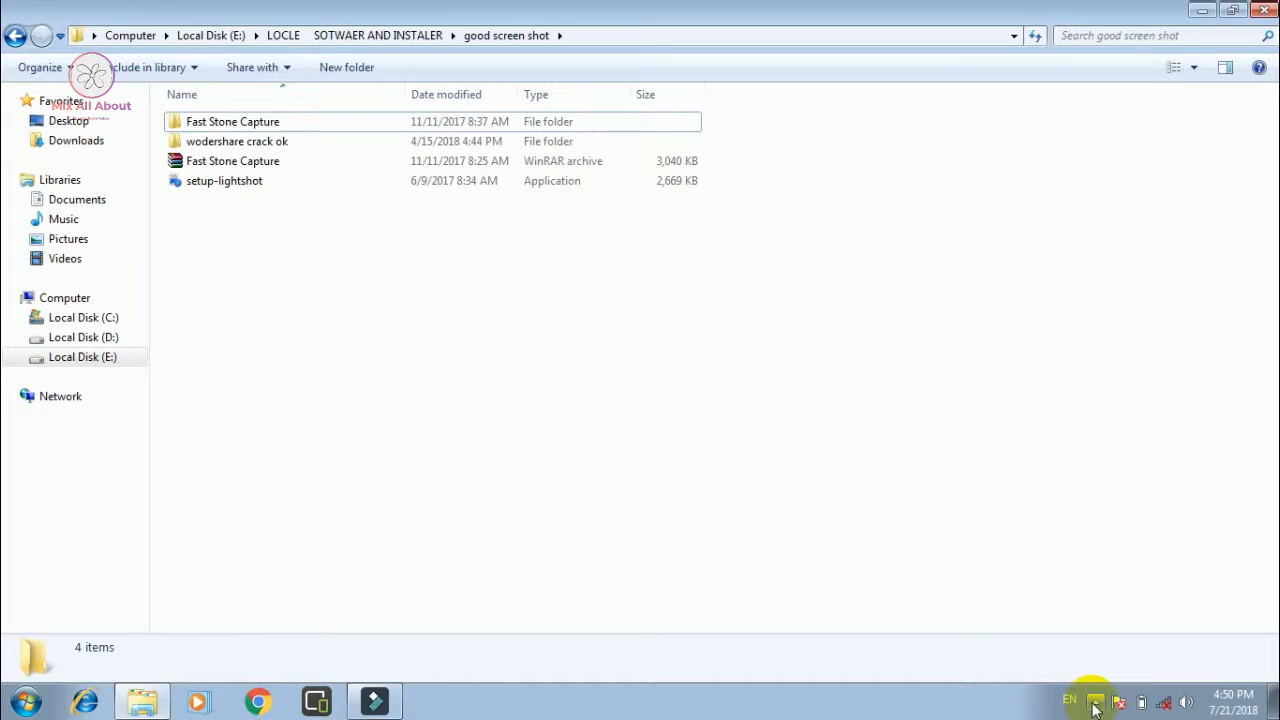 Computer Local Disk (E:) LOCLE SOTWAER AND INSTALER good screen shot Search good screen shot
Organize nclude in library Share with New folder
Mix All About
Favorites
Desktop
Downloads
Libraries
Documents
Music
Pictures
Videos
Computer
Local Disk (C:)
Local Disk (D:)
Local Disk (E:)
Network
Name Date modified Type Size
Fast Stone Capture 11/11/2017 8:37 AM File folder
wodershare crack ok 4/15/2018 4:44 PM File folder
Fast Stone Capture 11/11/2017 8:25 AM WinRAR archive 3,040 KB
setup-lightshot 6/9/2017 8:34 AM Application 2,669 KB
4 items
EN
4:50 PM
7/21/2018